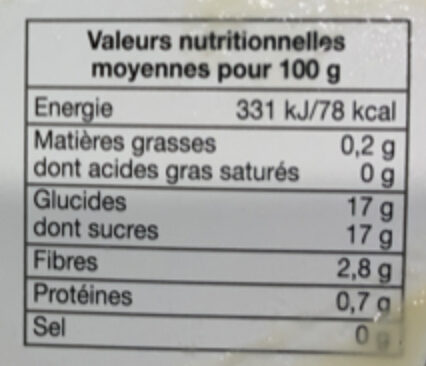 Valeurs nutritionnelles
moyennes pour 100 g
Energie 331 kJ/78 kcal
Matières grasses 0,2 g
dont acides gras saturés 0 g
Glucides 17 g
dont sucres 17 g
Fibres 2,8 g
Protéines 0,7 g
Sel 0 g